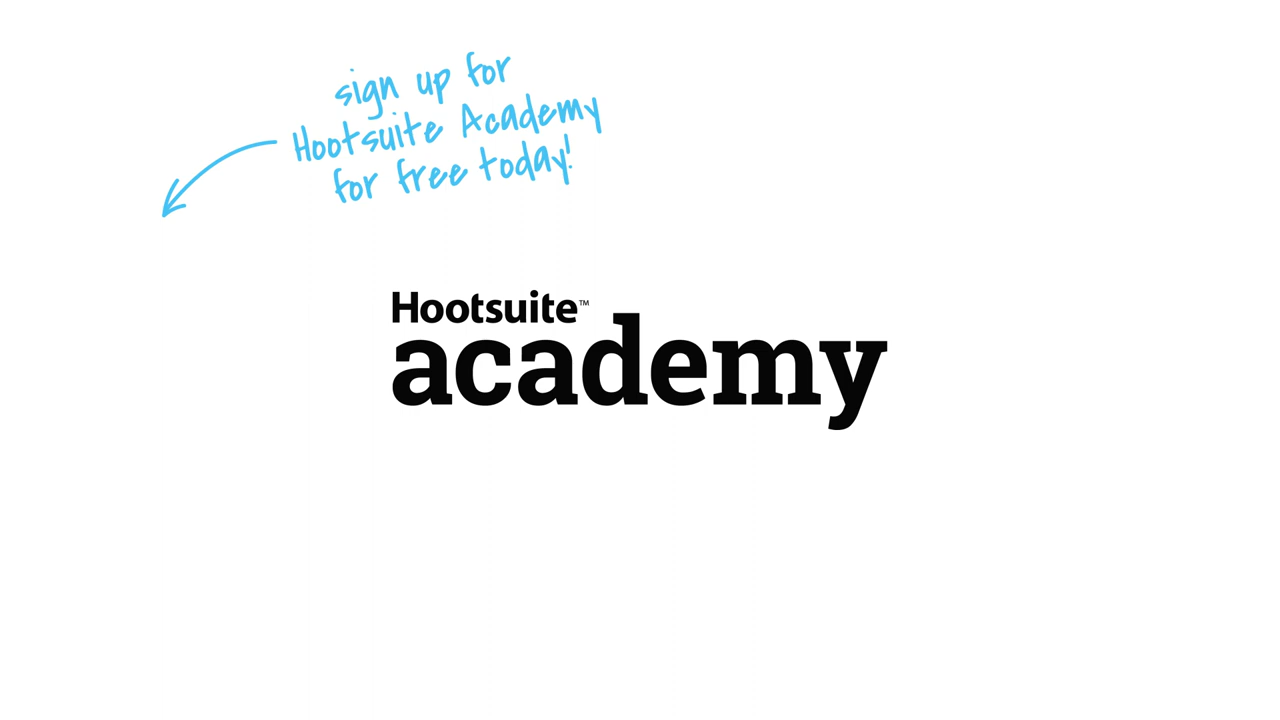 sign up for
Hootsuite Academy
for free today!
Hootsuite™
academy